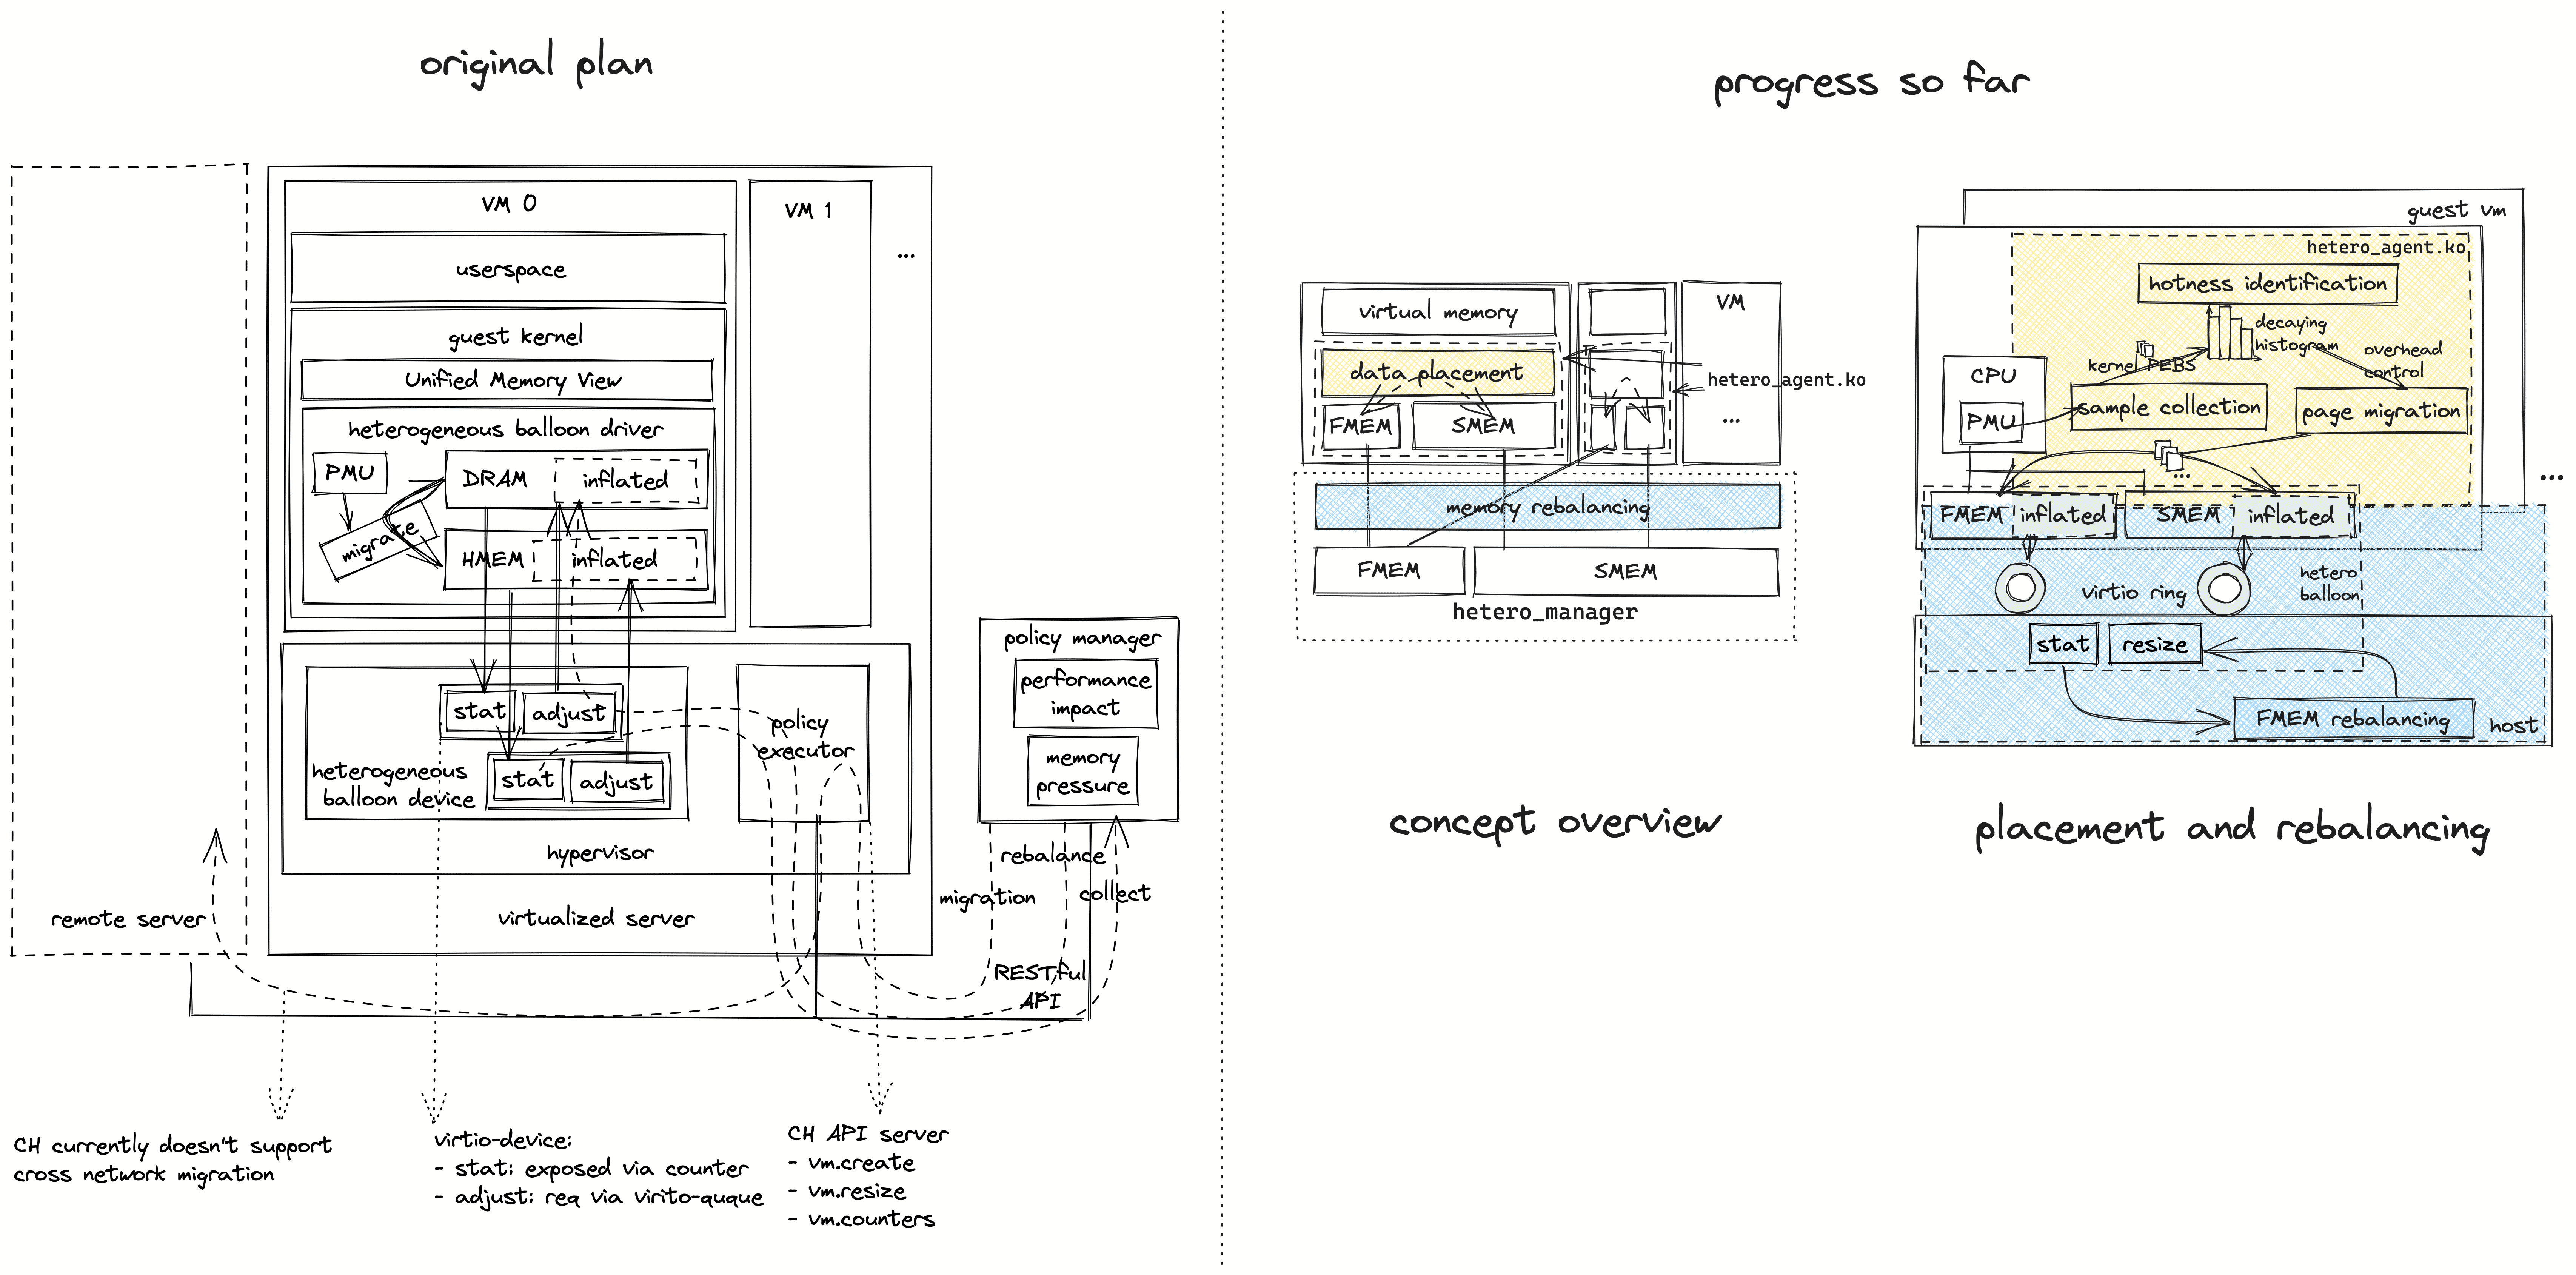 original plan
VM 0
VM 1
...
userspace
guest kernel
Unified Memory View
heterogeneous balloon driver
PMU
DRAM
inflated
migrate
HMEM
inflated
stat
adjust
stat
adjust
heterogeneous
balloon device
policy
executor
hypervisor
virtualized server
remote server
policy manager
performance
impact
memory
pressure
rebalance
migration
collect
RESTful
API
CH currently doesn't support
cross network migration
virtio-device:
- stat: exposed via counter
- adjust: req via virito-quque
CH API server
- vm.create
- vm.resize
- vm.counters
progress so far
virtual memory
VM
data placement
hetero_agent.ko
FMEM
SMEM
...
memory rebalancing
FMEM
SMEM
hetero_manager
concept overview
guest vm
hetero_agent.ko
hotness identification
decaying
histogram
kernel PEBS
overhead
control
CPU
PMU
sample collection
page migration
...
...
FMEM
inflated
SMEM
inflated
virtio ring
hetero
balloon
stat
resize
FMEM rebalancing
host
placement and rebalancing